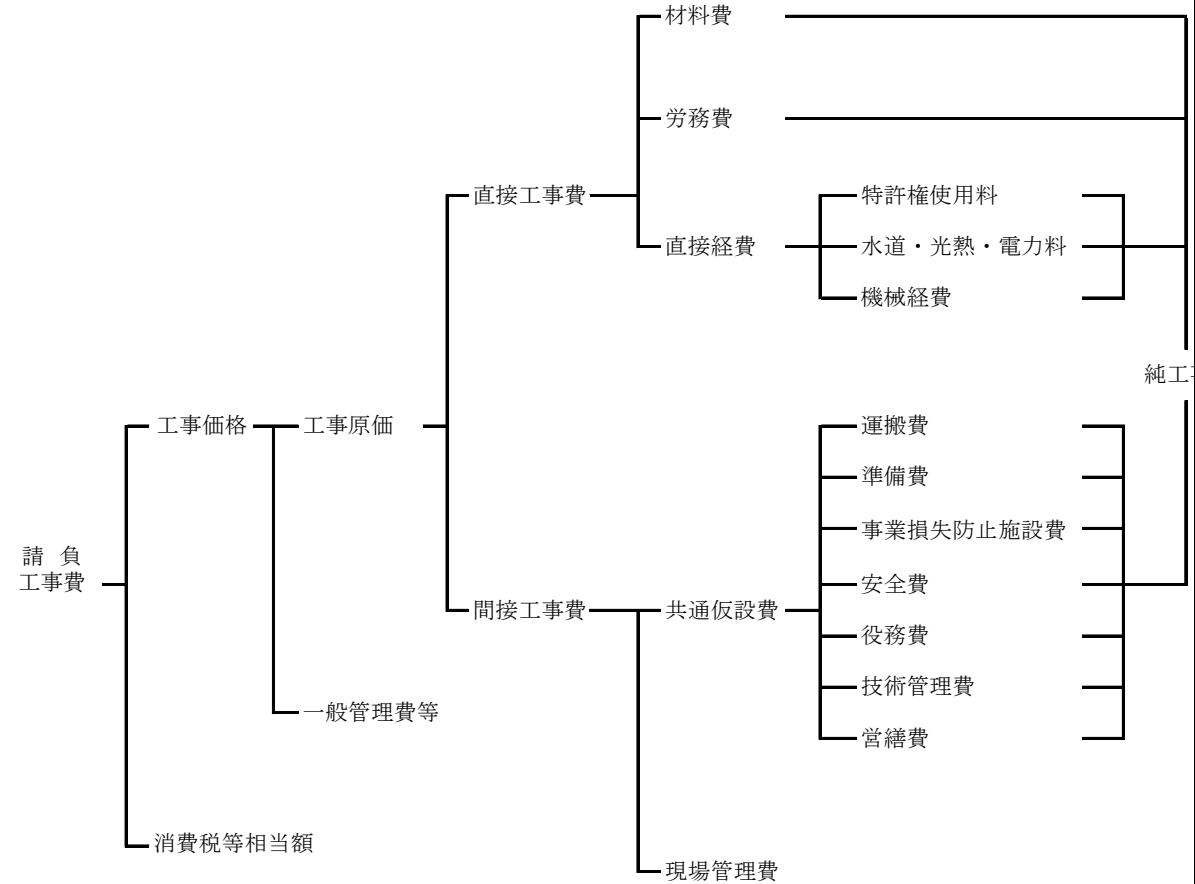 材料費
労務費
直接工事費
特許権使用料
直接経費
水道・光熱・電力料
機械経費
純工
工事価格
工事原価
運搬費
準備費
事業損失防止施設費
請 負
工事費
安全費
間接工事費
共通仮設費
役務費
技術管理費
一般管理費等
営繕費
消費税等相当額
現場管理費